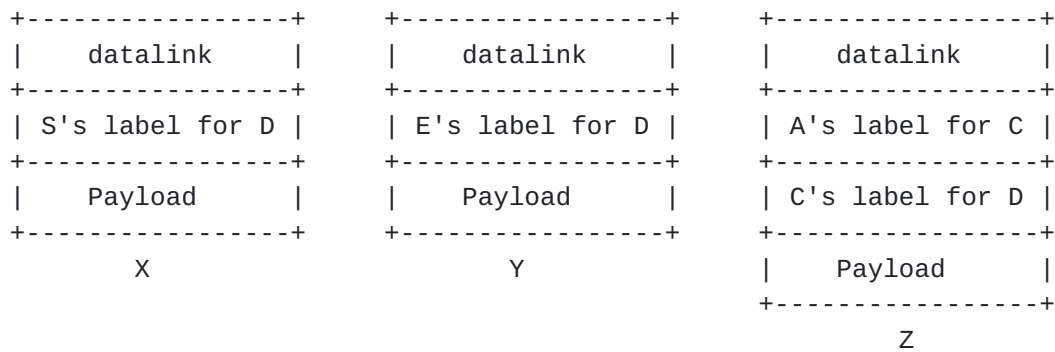 +-----------------+     +-----------------+     +-----------------+
|    datalink     |     |    datalink     |     |    datalink     |
+-----------------+     +-----------------+     +-----------------+
| S's label for D |     | E's label for D |     | A's label for C |
+-----------------+     +-----------------+     +-----------------+
|    Payload      |     |    Payload      |     | C's label for D |
+-----------------+     +-----------------+     +-----------------+
        X                       Y               |    Payload      |
                                                +-----------------+
                                                        Z